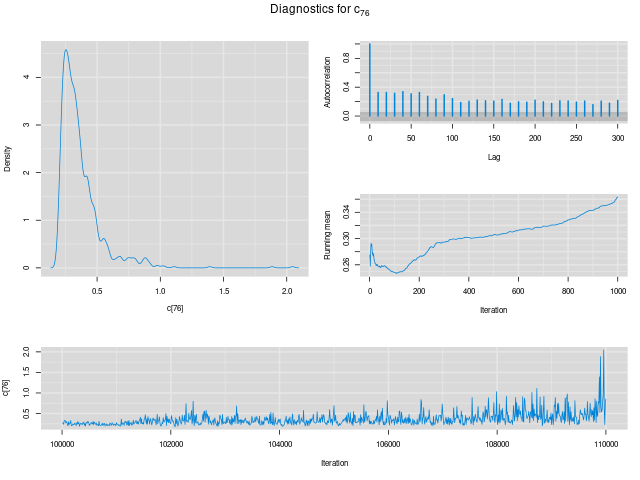 Diagnostics for c76
Density
0 1 2 3 4
0.5 1.0 1.5 2.0
c[76]
Autocorrelation
0.0 0.4 0.8
0 50 100 150 200 250 300
Lag
Running mean
0.26 0.30 0.34
0 200 400 600 800 1000
Iteration
c[76]
0.5 1.0 1.5 2.0
100000 102000 104000 106000 108000 110000
Iteration